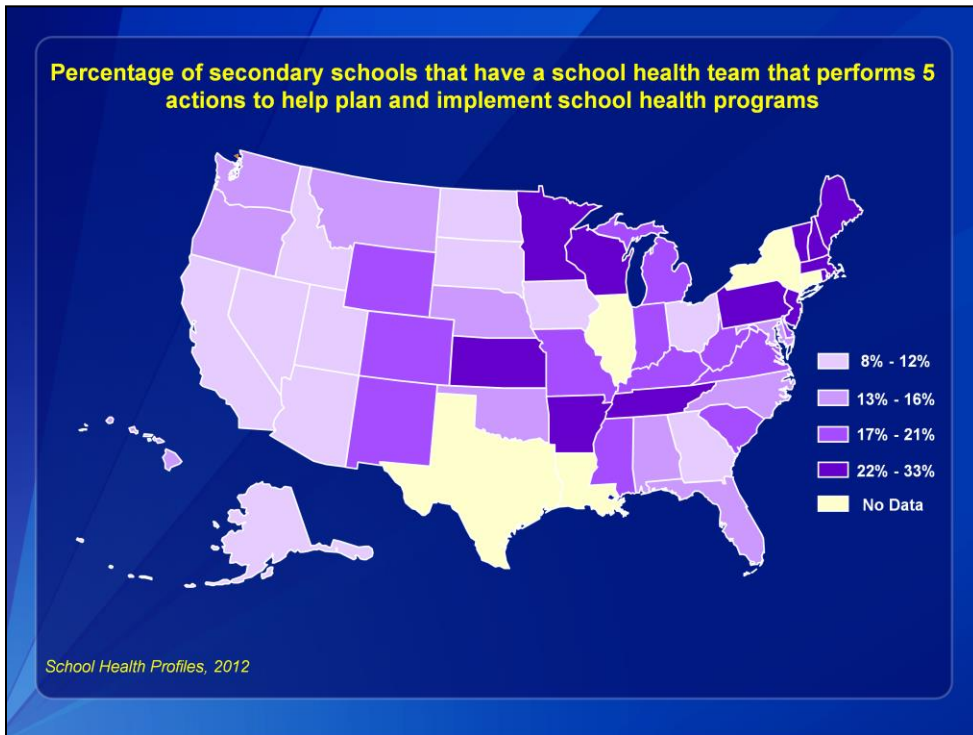 Percentage of secondary schools that have a school health team that performs 5
actions to help plan and implement school health programs
8% - 12%
13% - 16%
17% - 21%
22% - 33%
No Data
School Health Profiles, 2012